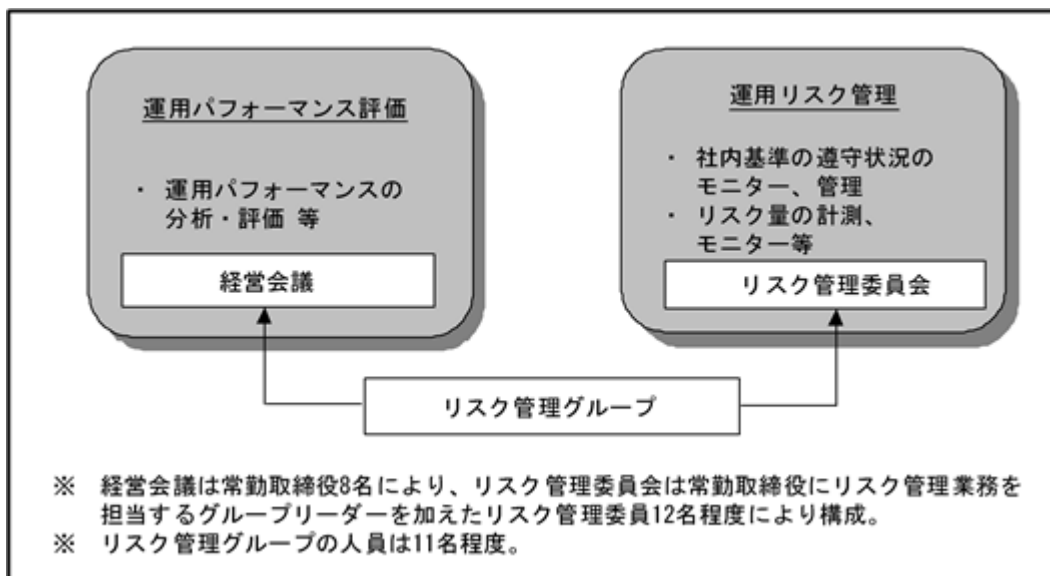 運用パフォーマンス評価
・ 運用パフォーマンスの
分析・評価 等
経営会議
運用リスク管理
・ 社内基準の遵守状況の
モニター、管理
・ リスク量の計測、
モニター等
リスク管理委員会
リスク管理グループ
※ 経営会議は常勤取締役8名により、リスク管理委員会は常勤取締役にリスク管理業務を
担当するグループリーダーを加えたリスク管理委員12名程度により構成。
※ リスク管理グループの人員は11名程度。